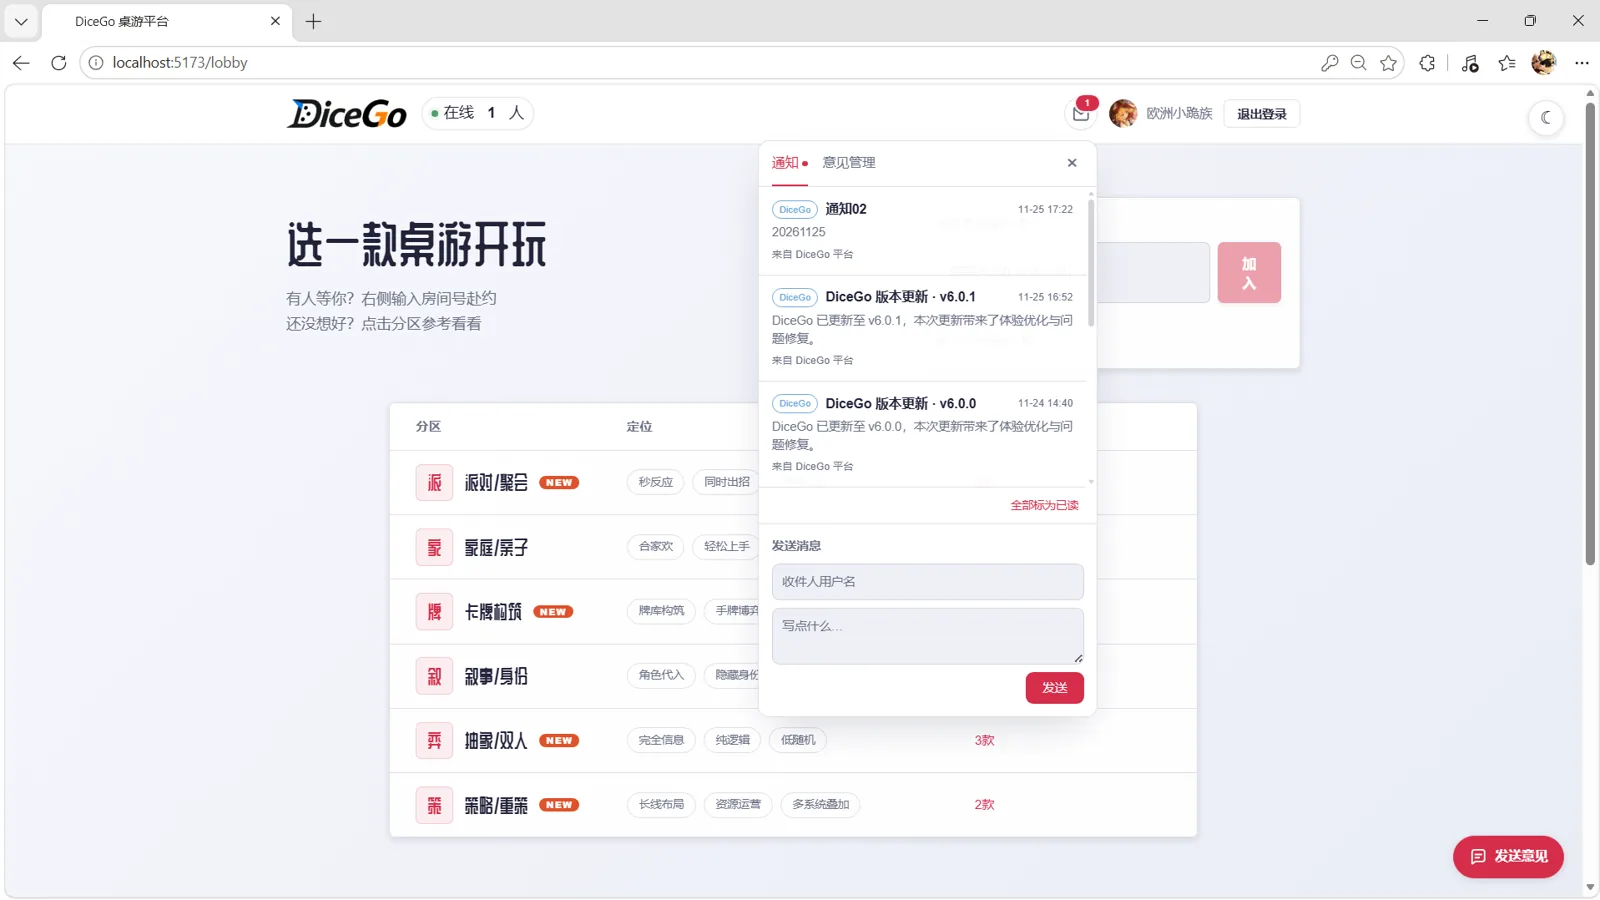 DiceGo 桌游平台
localhost:5173/lobby
DiceGo
在线 1 人
1
欧洲小跪族
退出登录
选一款桌游开玩
有人等你？右侧输入房间号赴约
还没想好？点击分区参考看看
加入
通知
意见管理
DiceGo 通知02 11-25 17:22
20261125
来自 DiceGo 平台
DiceGo DiceGo 版本更新 · v6.0.1 11-25 16:52
DiceGo 已更新至 v6.0.1，本次更新带来了体验优化与问
题修复。
来自 DiceGo 平台
DiceGo DiceGo 版本更新 · v6.0.0 11-24 14:40
DiceGo 已更新至 v6.0.0，本次更新带来了体验优化与问
题修复。
来自 DiceGo 平台
全部标为已读
发送消息
收件人用户名
写点什么...
发送
分区 定位
派 派对/聚会 NEW 秒反应 同时出招
家 家庭/亲子 合家欢 轻松上手
牌 卡牌构筑 NEW 牌库构筑 手牌博弈
叙 叙事/身份 角色代入 隐藏身份
弈 抽象/双人 NEW 完全信息 纯逻辑 低随机 3款
策 策略/重策 NEW 长线布局 资源运营 多系统叠加 2款
发送意见